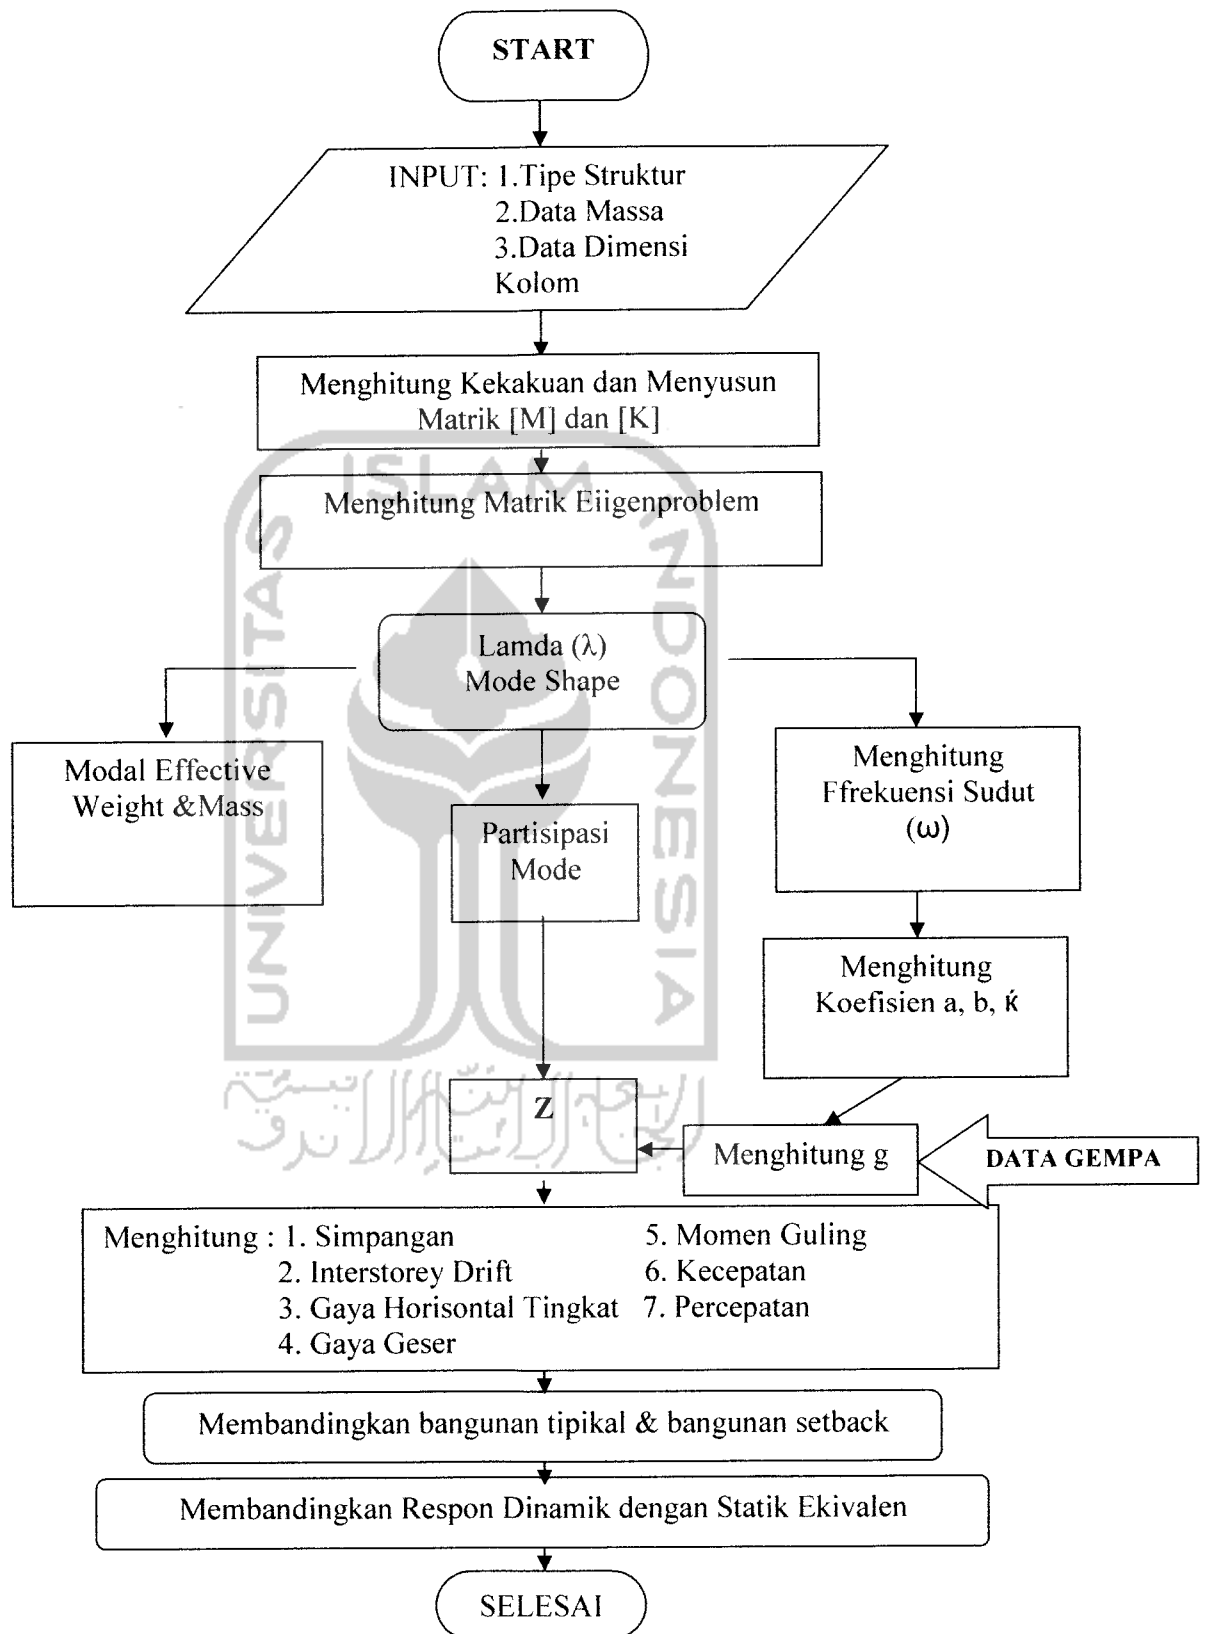 START
INPUT: 1.Tipe Struktur
2.Data Massa
3.Data Dimensi
Kolom
Menghitung Kekakuan dan Menyusun
Matrik [M] dan [K]
Menghitung Matrik Eiigenproblem
Lamda (λ)
Mode Shape
Modal Effective
Weight &Mass
Partisipasi
Mode
Menghitung
Ffrekuensi Sudut
(ω)
Menghitung
Koefisien a, b, ḱ
Z
Menghitung g
DATA GEMPA
Menghitung : 1. Simpangan
2. Interstorey Drift
3. Gaya Horisontal Tingkat
4. Gaya Geser
5. Momen Guling
6. Kecepatan
7. Percepatan
Membandingkan bangunan tipikal & bangunan setback
Membandingkan Respon Dinamik dengan Statik Ekivalen
SELESAI
UNIVERSITAS
ISLAM
INDONESIA